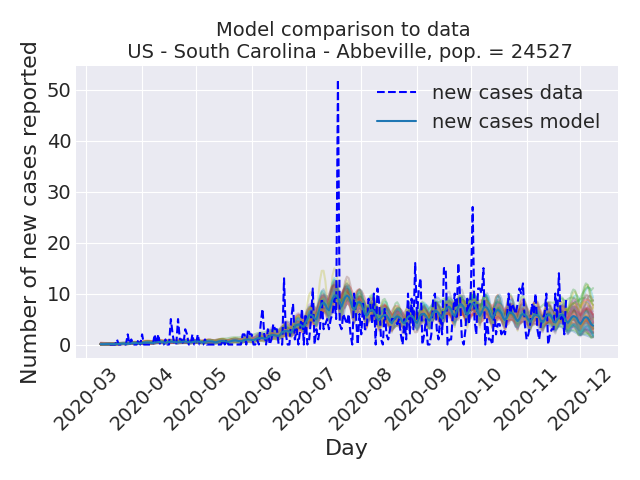 Model comparison to data
US - South Carolina - Abbeville, pop. = 24527
Number of new cases reported
50
40
30
20
10
0
new cases data
new cases model
2020-03
2020-04
2020-05
2020-06
2020-07
2020-08
2020-09
2020-10
2020-11
2020-12
Day